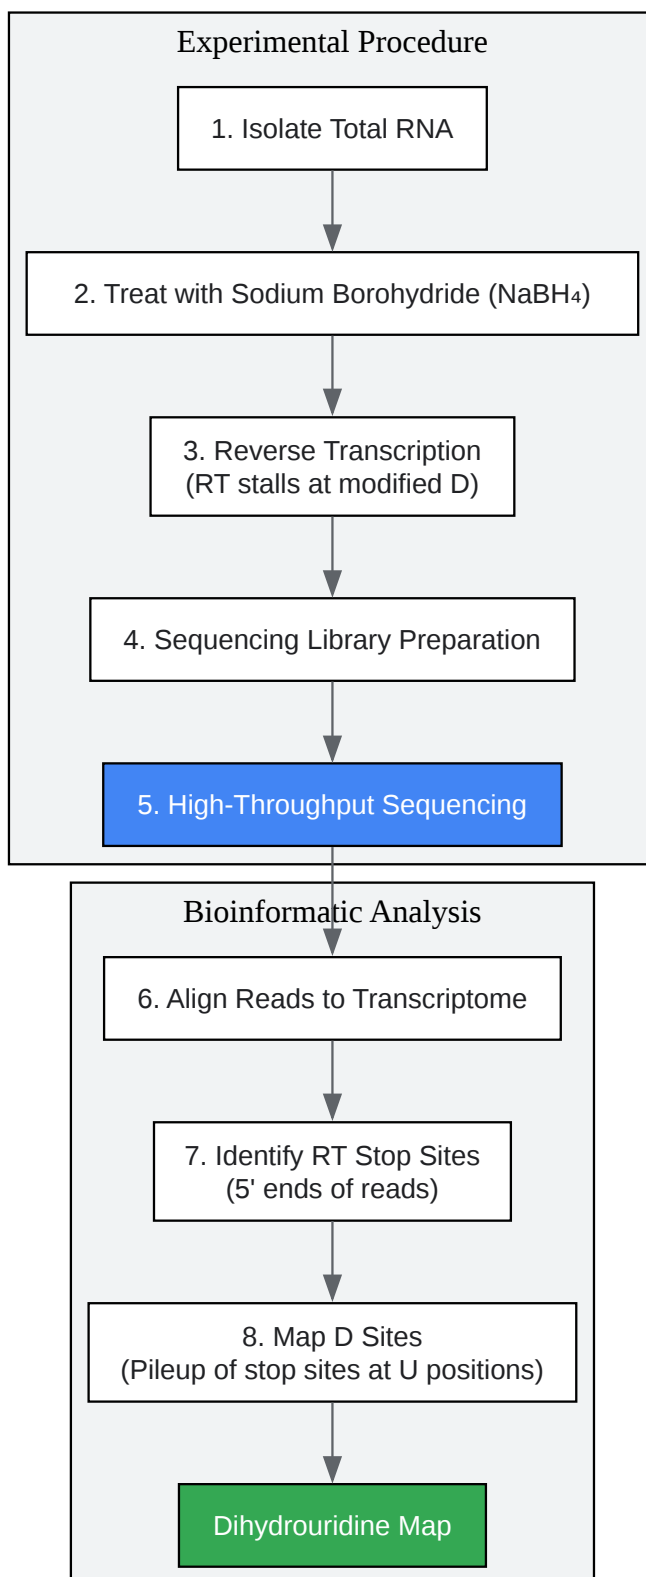 Experimental Procedure
1. Isolate Total RNA
2. Treat with Sodium Borohydride (NaBH₄)
3. Reverse Transcription
(RT stalls at modified D)
4. Sequencing Library Preparation
5. High-Throughput Sequencing
Bioinformatic Analysis
6. Align Reads to Transcriptome
7. Identify RT Stop Sites
(5' ends of reads)
8. Map D Sites
(Pileup of stop sites at U positions)
Dihydrouridine Map